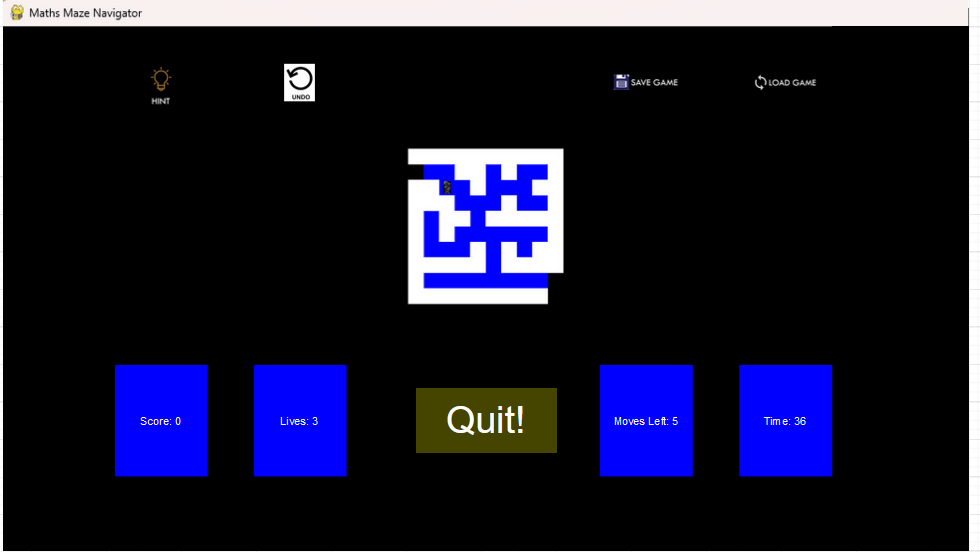 Maths Maze Navigator
HINT
UNDO
SAVE GAME
LOAD GAME
Score: 0
Lives: 3
Quit!
Moves Left: 5
Time: 36